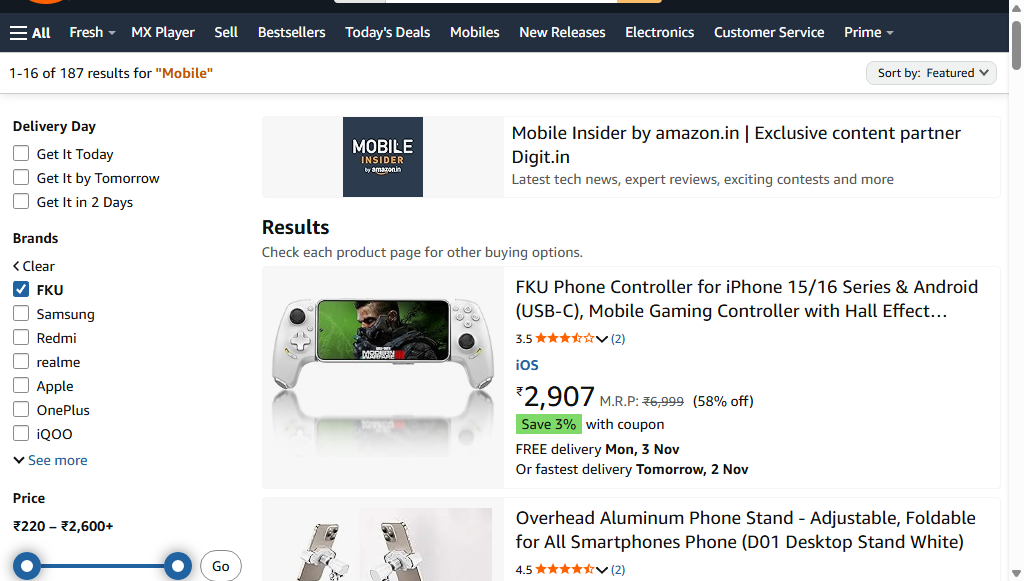 All
Fresh
MX Player
Sell
Bestsellers
Today's Deals
Mobiles
New Releases
Electronics
Customer Service
Prime
1-16 of 187 results for "Mobile"
Sort by: Featured
Delivery Day
Get It Today
Get It by Tomorrow
Get It in 2 Days
Brands
Clear
FKU
Samsung
Redmi
realme
Apple
OnePlus
iQOO
See more
Price
₹220 – ₹2,600+
Go
MOBILE
INSIDER
by amazon.in
Mobile Insider by amazon.in | Exclusive content partner
Digit.in
Latest tech news, expert reviews, exciting contests and more
Results
Check each product page for other buying options.
MODERN
WARFARE
FKU Phone Controller for iPhone 15/16 Series & Android
(USB-C), Mobile Gaming Controller with Hall Effect…
3.5 (2)
iOS
₹2,907 M.R.P: ₹6,999 (58% off)
Save 3% with coupon
FREE delivery Mon, 3 Nov
Or fastest delivery Tomorrow, 2 Nov
Overhead Aluminum Phone Stand - Adjustable, Foldable
for All Smartphones Phone (D01 Desktop Stand White)
4.5 (2)